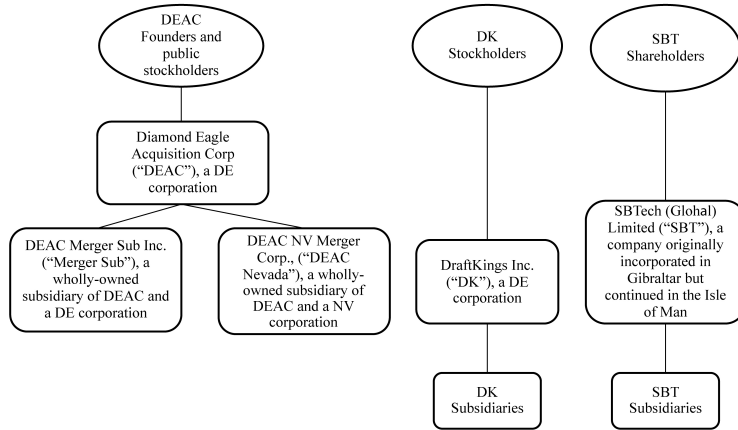 DEAC
Founders and
public
stockholders
DK
Stockholders
SBT
Shareholders
Diamond Eagle
Acquisition Corp
(“DEAC”), a DE
corporation
DEAC Merger Sub Inc.
(“Merger Sub”), a
wholly-owned
subsidiary of DEAC and
a DE corporation
DEAC NV Merger
Corp., (“DEAC
Nevada”), a wholly-
owned subsidiary of
DEAC and a NV
corporation
DraftKings Inc.
(“DK”), a DE
corporation
SBTech (Glohal)
Limited (“SBT”), a
company originally
incorporated in
Gibraltar but
continued in the Isle
of Man
DK
Subsidiaries
SBT
Subsidiaries